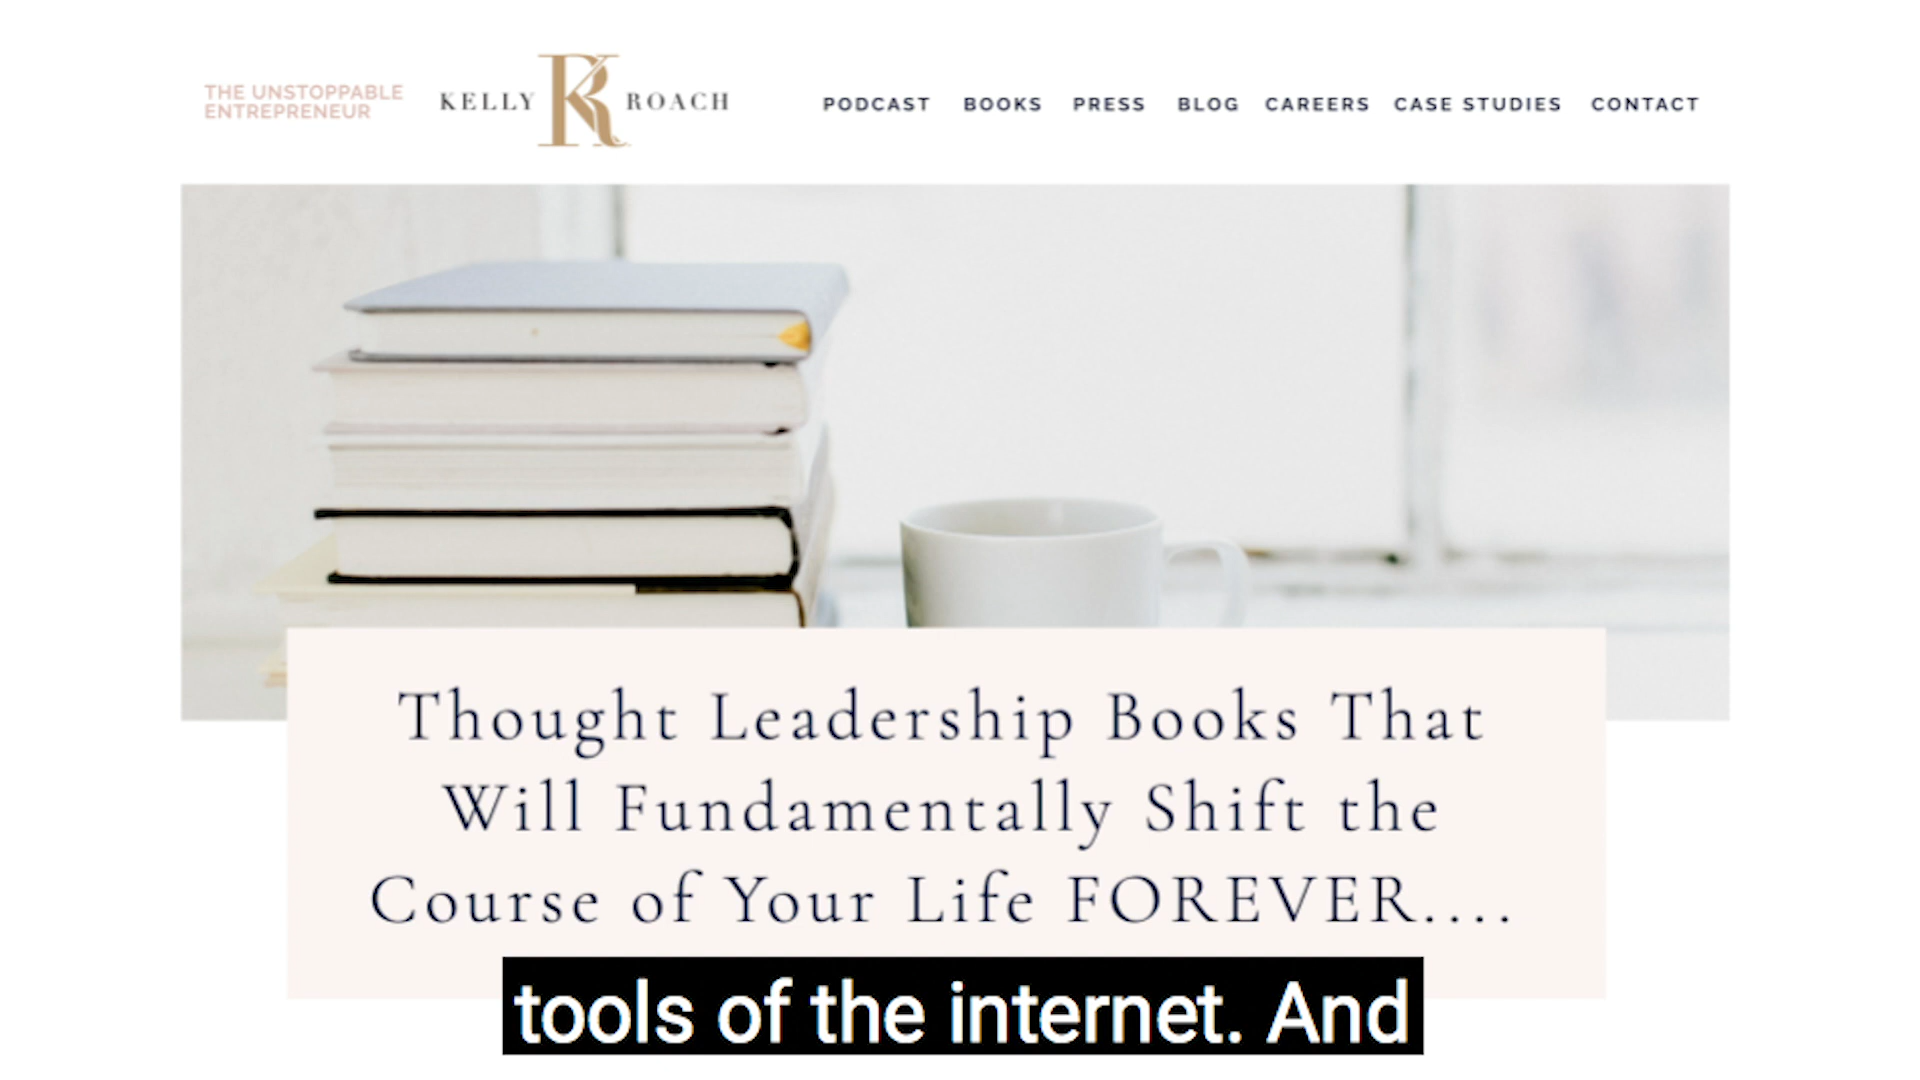 THE UNSTOPPABLE
ENTREPRENEUR
KELLY KR ROACH
PODCAST BOOKS PRESS BLOG CAREERS CASE STUDIES CONTACT
Thought Leadership Books That
Will Fundamentally Shift the
Course of Your Life FOREVER....
tools of the internet. And